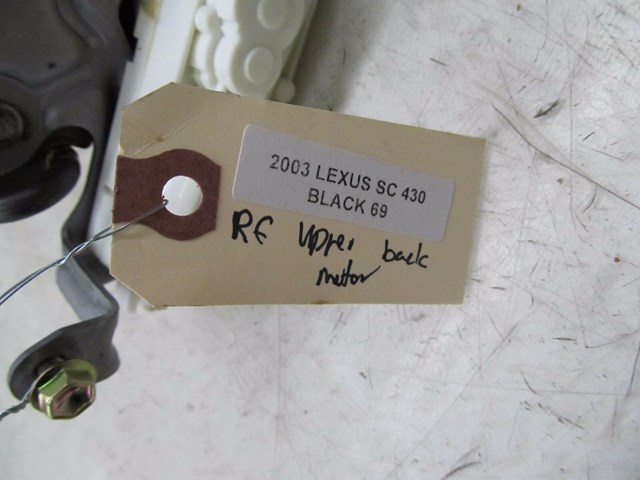 2003 LEXUS SC 430
BLACK 69
RF Upper back
motor